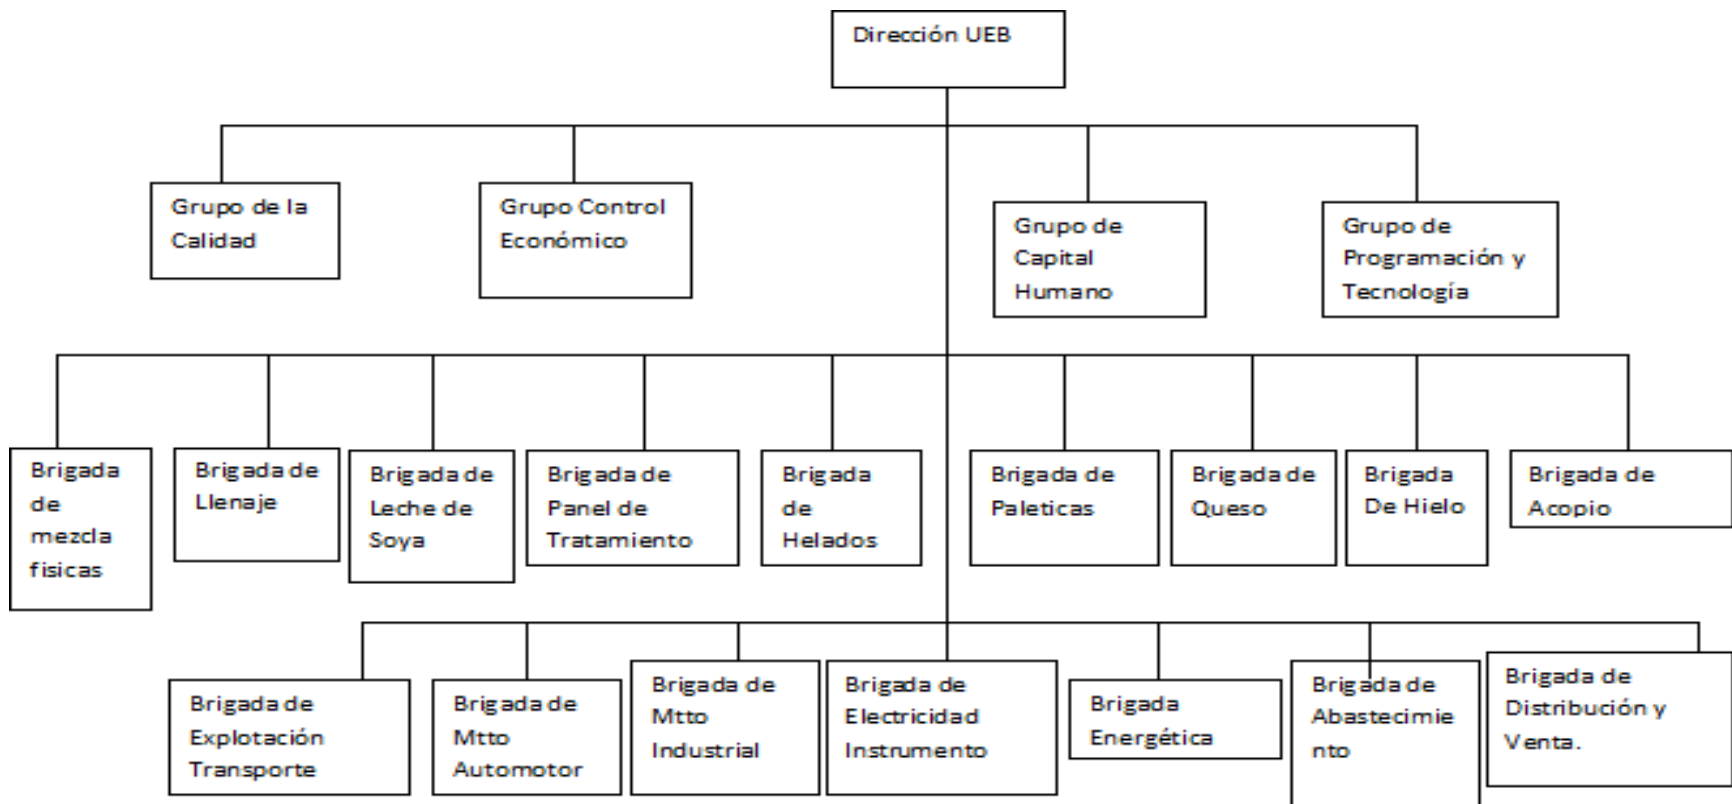 Dirección UEB
Grupo de la
Calidad
Grupo Control
Económico
Grupo de
Capital
Humano
Grupo de
Programación y
Tecnología
Brigada
de
mezcla
fisicas
Brigada de
Llenaje
Brigada de
Leche de
Soya
Brigada de
Panel de
Tratamiento
Brigada
de
Helados
Brigada de
Paleticas
Brigada de
Queso
Brigada
De Hielo
Brigada de
Acopio
Brigada de
Explotación
Transporte
Brigada de
Mtto
Automotor
Brigada de
Mtto
Industrial
Brigada de
Electricidad
Instrumento
Brigada
Energética
Brigada de
Abastecimie
nto
Brigada de
Distribución y
Venta.